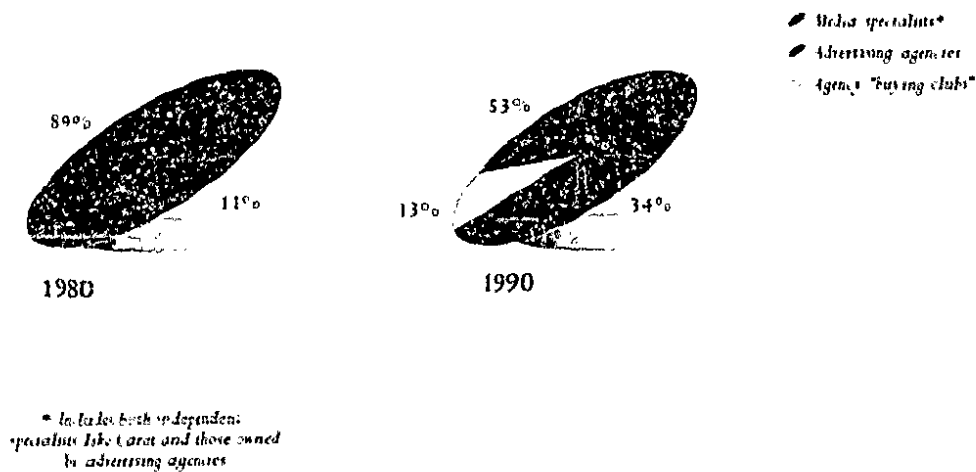 Media specialists*
Advertising agencies
Agency "buying clubs"
89%
11%
1980
53%
13%
34%
1990
* Includes both independent
specialists like Carat and those owned
by advertising agencies